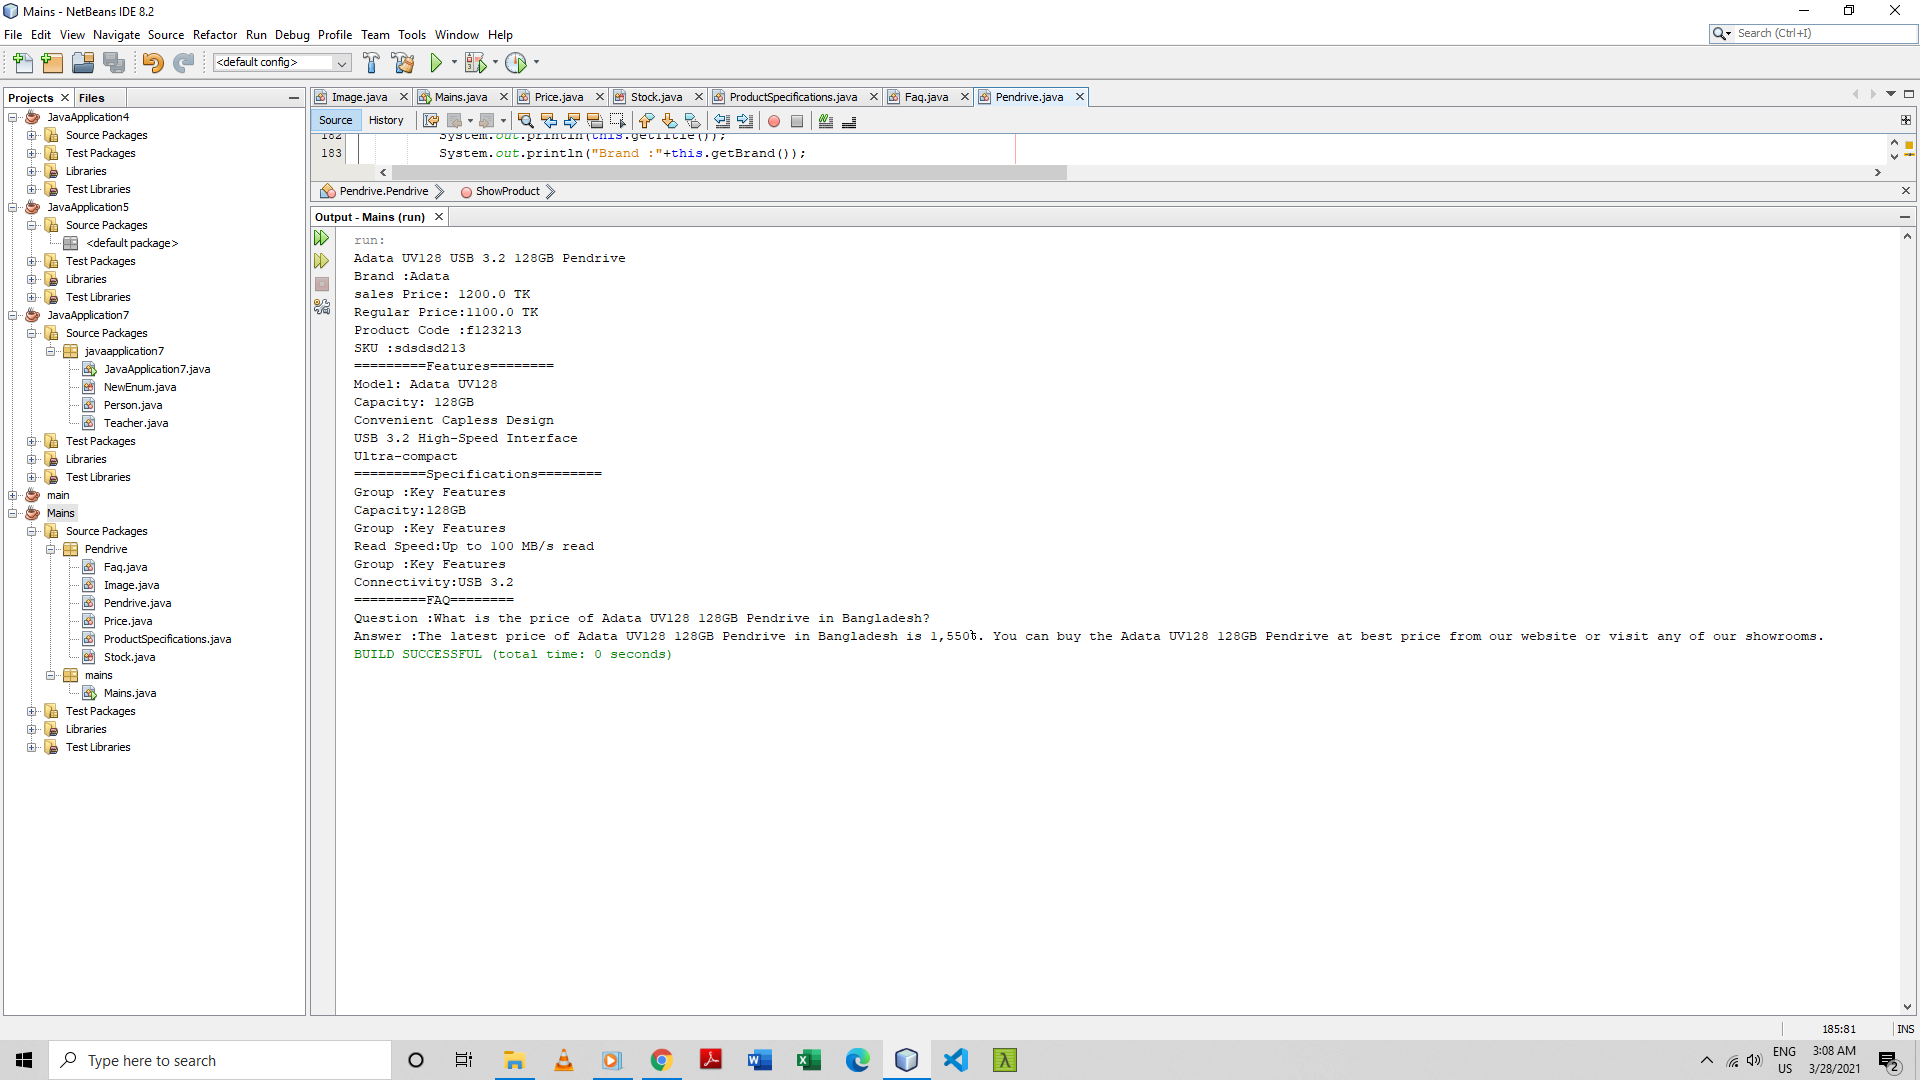 Mains - NetBeans IDE 8.2
File Edit View Navigate Source Refactor Run Debug Profile Team Tools Window Help
Search (Ctrl+I)
<default config>
Projects Files
Image.java Mains.java Price.java Stock.java ProductSpecifications.java Faq.java Pendrive.java
Source History
182 System.out.println(this.getTitle());
183 System.out.println("Brand :"+this.getBrand());
Pendrive.Pendrive ShowProduct
JavaApplication4
Source Packages
Test Packages
Libraries
Test Libraries
JavaApplication5
Source Packages
<default package>
Test Packages
Libraries
Test Libraries
JavaApplication7
Source Packages
javaapplication7
JavaApplication7.java
NewEnum.java
Person.java
Teacher.java
Test Packages
Libraries
Test Libraries
main
Mains
Source Packages
Pendrive
Faq.java
Image.java
Pendrive.java
Price.java
ProductSpecifications.java
Stock.java
mains
Mains.java
Test Packages
Libraries
Test Libraries
Output - Mains (run)
run:
Adata UV128 USB 3.2 128GB Pendrive
Brand :Adata
sales Price: 1200.0 TK
Regular Price:1100.0 TK
Product Code :f123213
SKU :sdsdsd213
=========Features========
Model: Adata UV128
Capacity: 128GB
Convenient Capless Design
USB 3.2 High-Speed Interface
Ultra-compact
=========Specifications========
Group :Key Features
Capacity:128GB
Group :Key Features
Read Speed:Up to 100 MB/s read
Group :Key Features
Connectivity:USB 3.2
=========FAQ========
Question :What is the price of Adata UV128 128GB Pendrive in Bangladesh?
Answer :The latest price of Adata UV128 128GB Pendrive in Bangladesh is 1,550৳. You can buy the Adata UV128 128GB Pendrive at best price from our website or visit any of our showrooms.
BUILD SUCCESSFUL (total time: 0 seconds)
185:81 INS
Type here to search
ENG
US
3:08 AM
3/28/2021
2